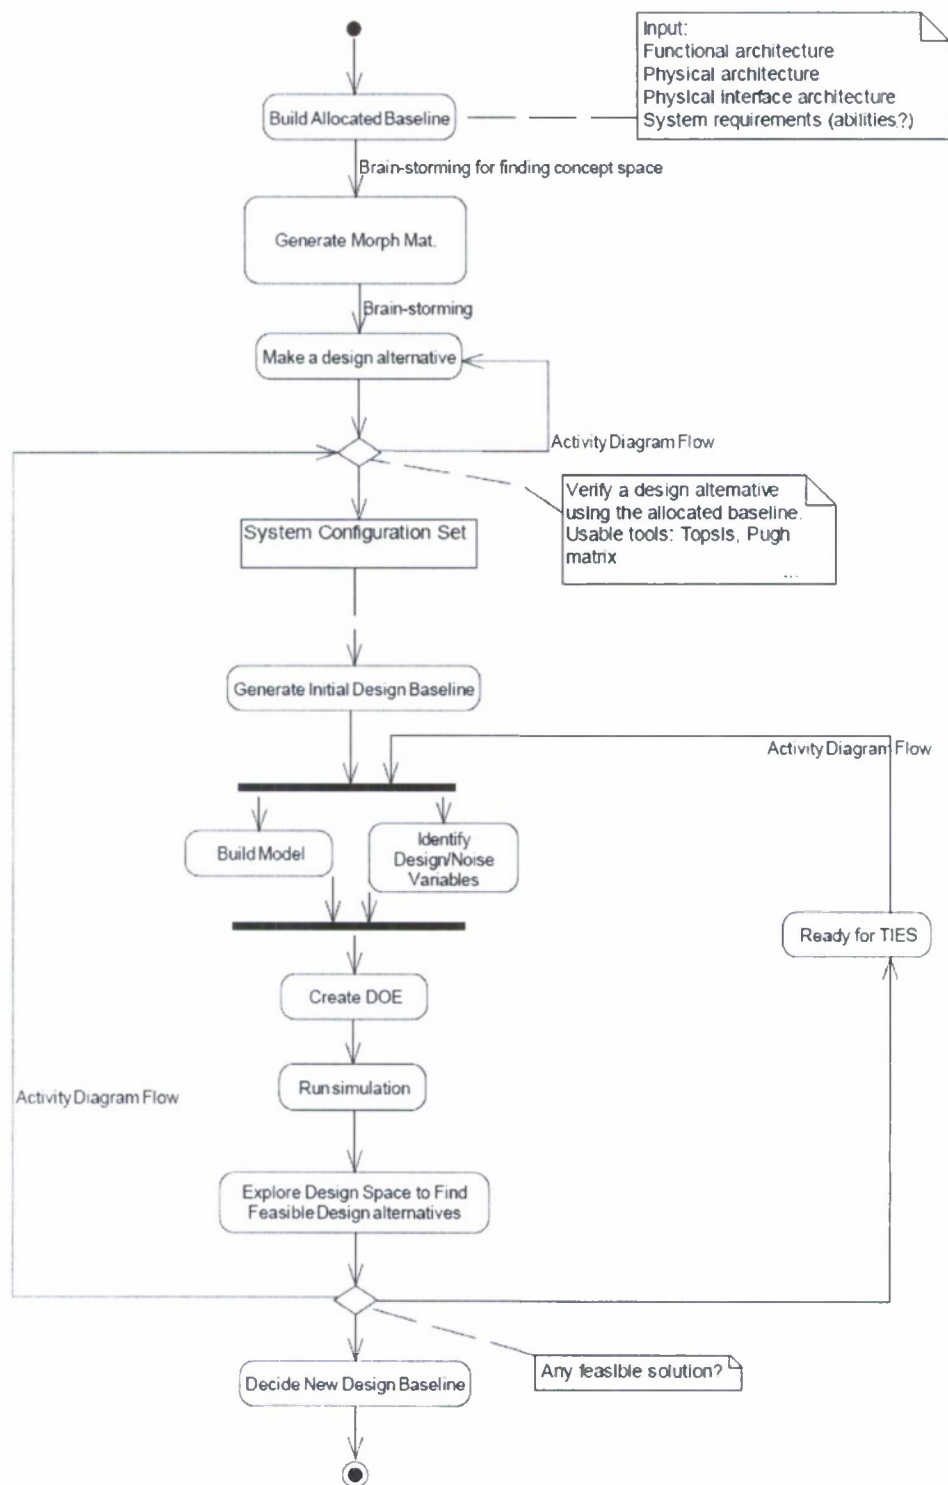 Input:
Functional architecture
Physical architecture
Physical interface architecture
System requirements (abilities?)
Build Allocated Baseline
Brain-storming for finding concept space
Generate Morph Mat.
Brain-storming
Make a design alternative
Activity Diagram Flow
Verify a design alternative
using the allocated baseline.
Usable tools: Topsis, Pugh
matrix
...
System Configuration Set
Generate Initial Design Baseline
Activity Diagram Flow
Build Model
Identify
Design/Noise
Variables
Ready for TIES
Create DOE
Run simulation
Activity Diagram Flow
Explore Design Space to Find
Feasible Design alternatives
Any feasible solution?
Decide New Design Baseline